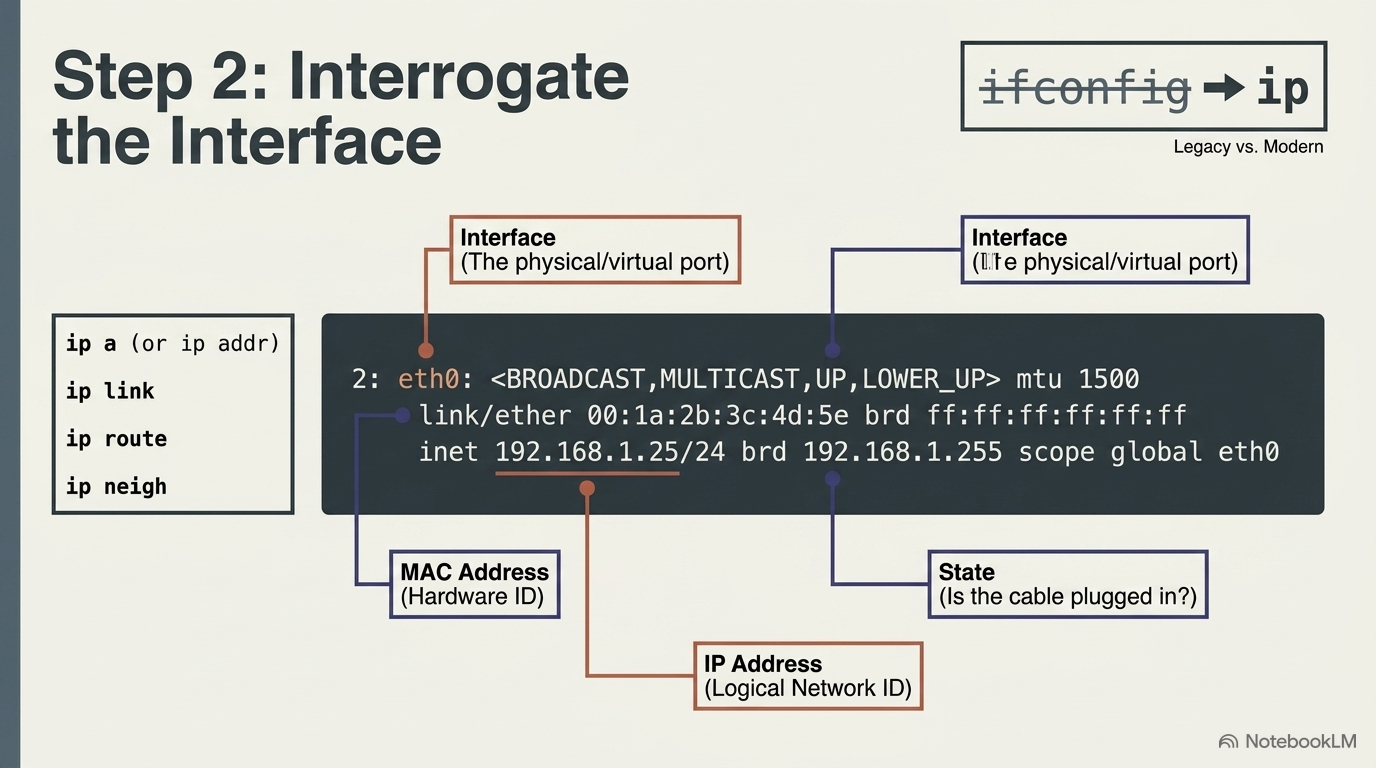 Step 2: Interrogate
the Interface
ifconfig → ip
Legacy vs. Modern
Interface
(The physical/virtual port)
Interface
(physical/virtual port)
ip a (or ip addr)
ip link
ip route
ip neigh
2: eth0: <BROADCAST,MULTICAST,UP,LOWER_UP> mtu 1500
link/ether 00:1a:2b:3c:4d:5e brd ff:ff:ff:ff:ff:ff
inet 192.168.1.25/24 brd 192.168.1.255 scope global eth0
MAC Address
(Hardware ID)
State
(Is the cable plugged in?)
IP Address
(Logical Network ID)
NotebookLM